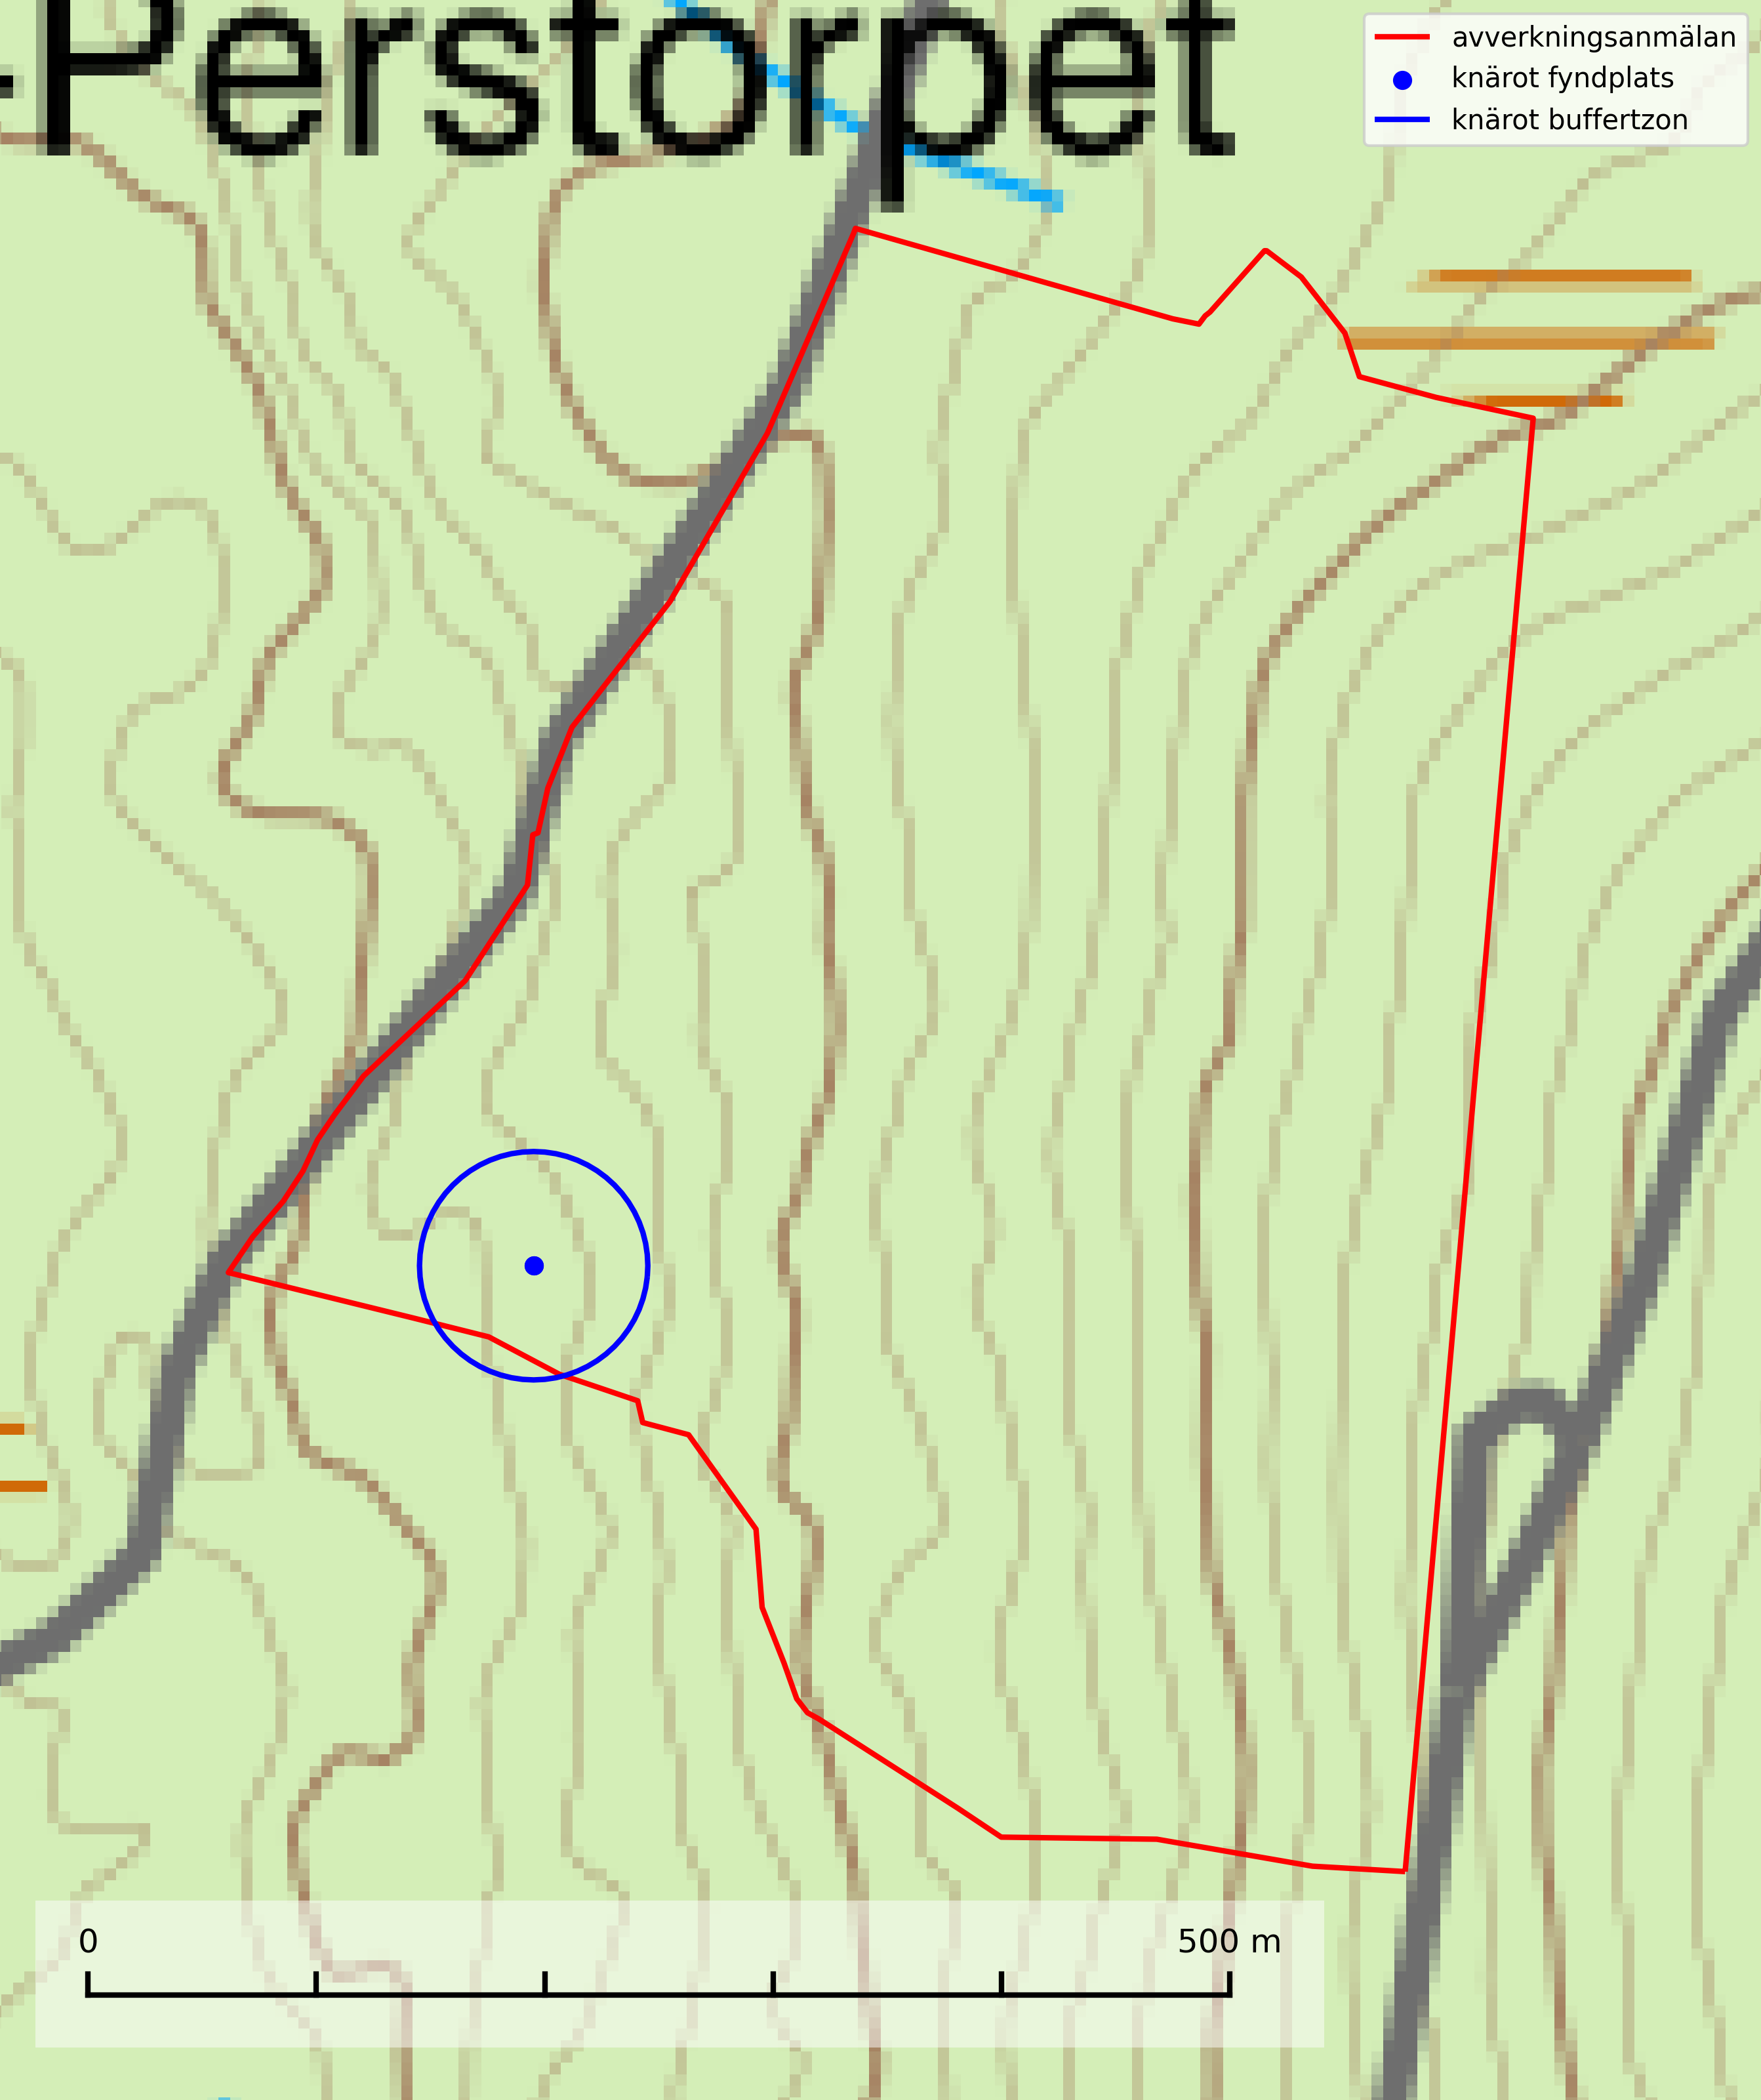 -Perstorpet
avverkningsanmälan
knärot fyndplats
knärot buffertzon
0
500 m